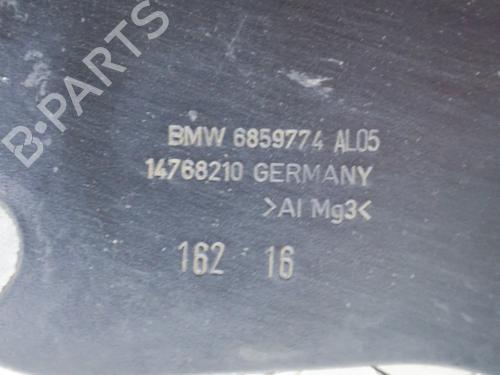 B-PARTS
BMW 6859774 AL05
14768210 GERMANY
>Al Mg3<
162 16